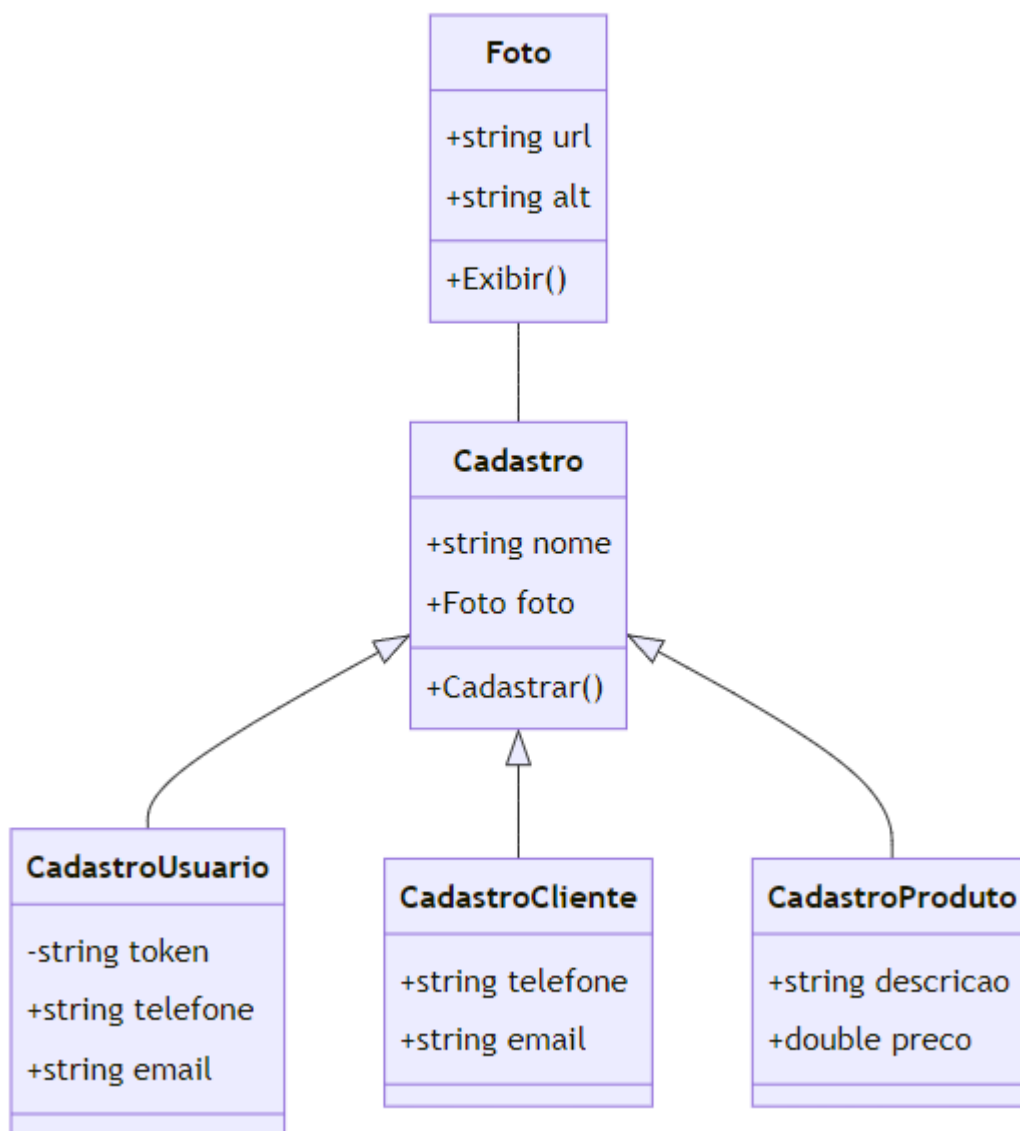 Foto
+string url
+string alt
+Exibir()
Cadastro
+string nome
+Foto foto
+Cadastrar()
CadastroUsuario
-string token
+string telefone
+string email
CadastroCliente
+string telefone
+string email
CadastroProduto
+string descricao
+double preco